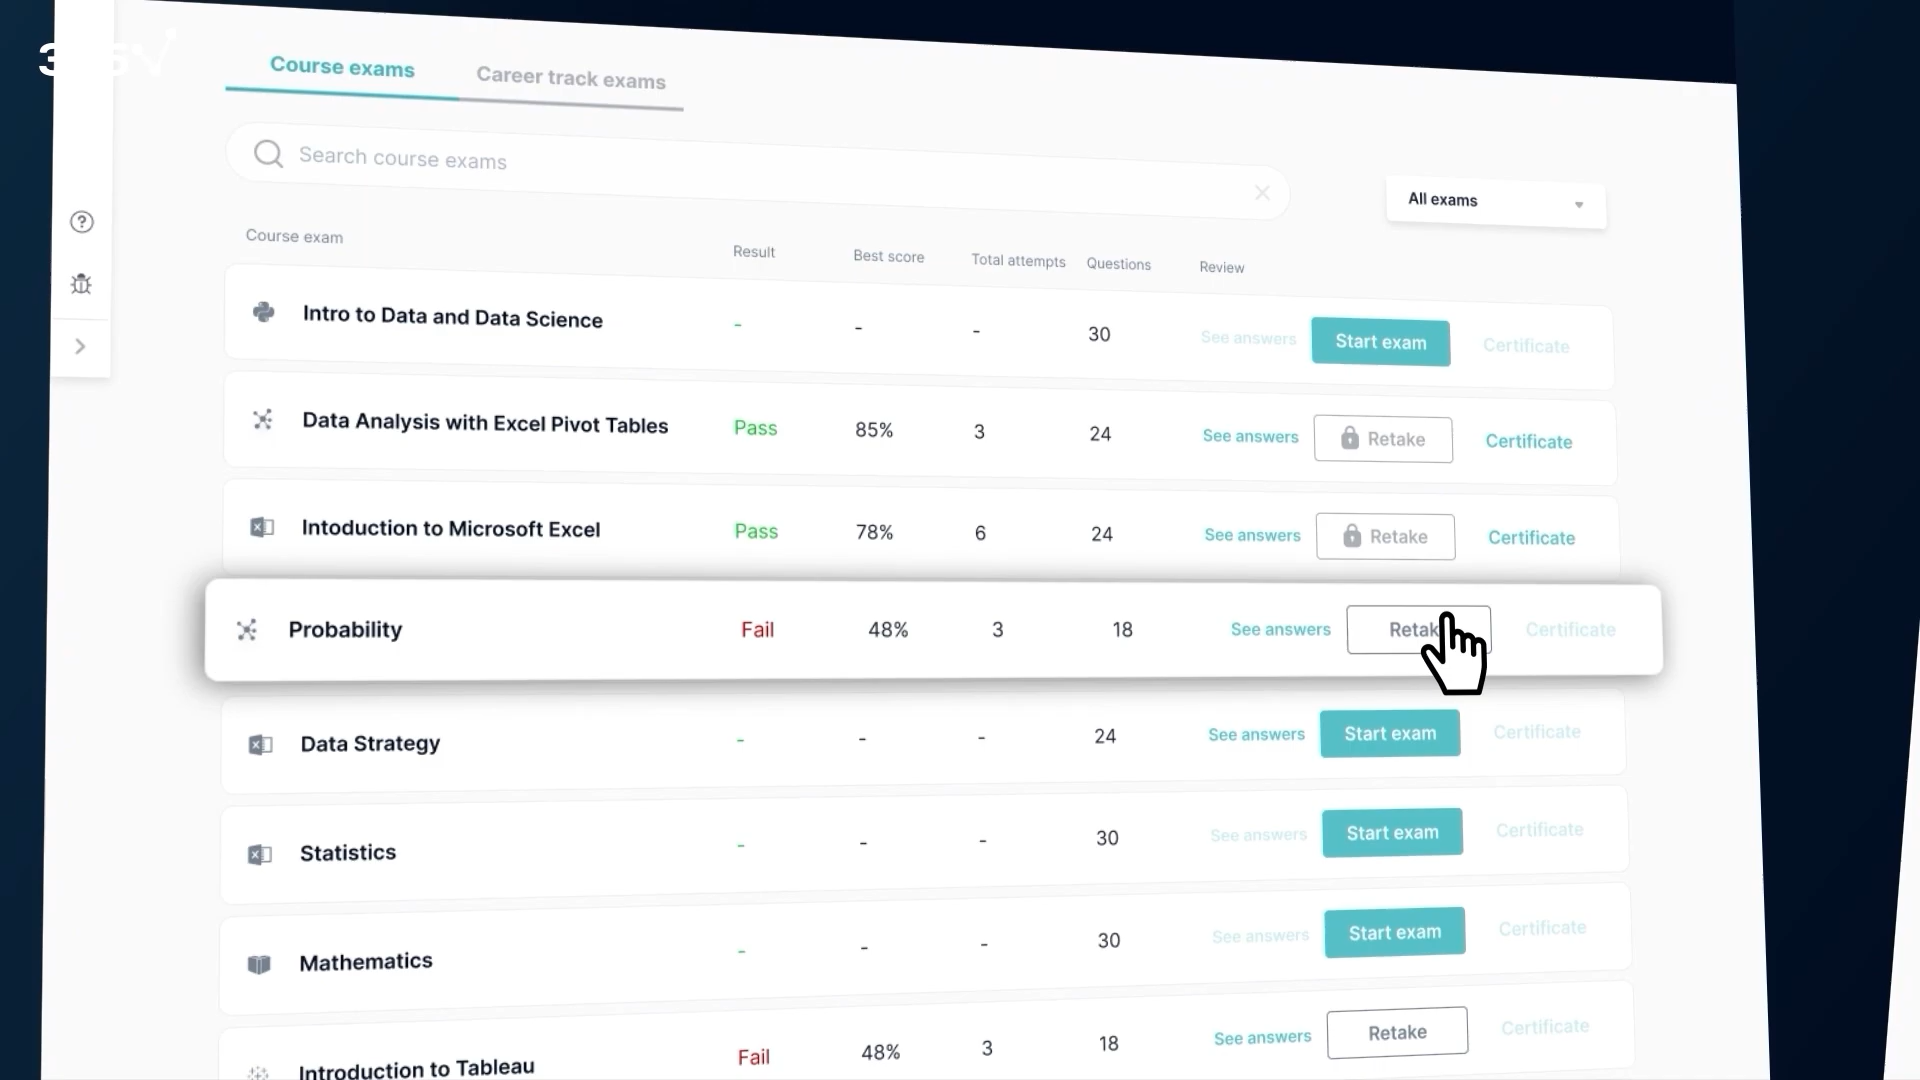 365
Course exams Career track exams
Search course exams
All exams
Course exam Result Best score Total attempts Questions Review
Intro to Data and Data Science - - - 30 See answers Start exam Certificate
Data Analysis with Excel Pivot Tables Pass 85% 3 24 See answers Retake Certificate
Intoduction to Microsoft Excel Pass 78% 6 24 See answers Retake Certificate
Probability Fail 48% 3 18 See answers Retak Certificate
Data Strategy - - - 24 See answers Start exam Certificate
Statistics - - - 30 See answers Start exam Certificate
Mathematics - - - 30 See answers Start exam Certificate
Introduction to Tableau Fail 48% 3 18 See answers Retake Certificate